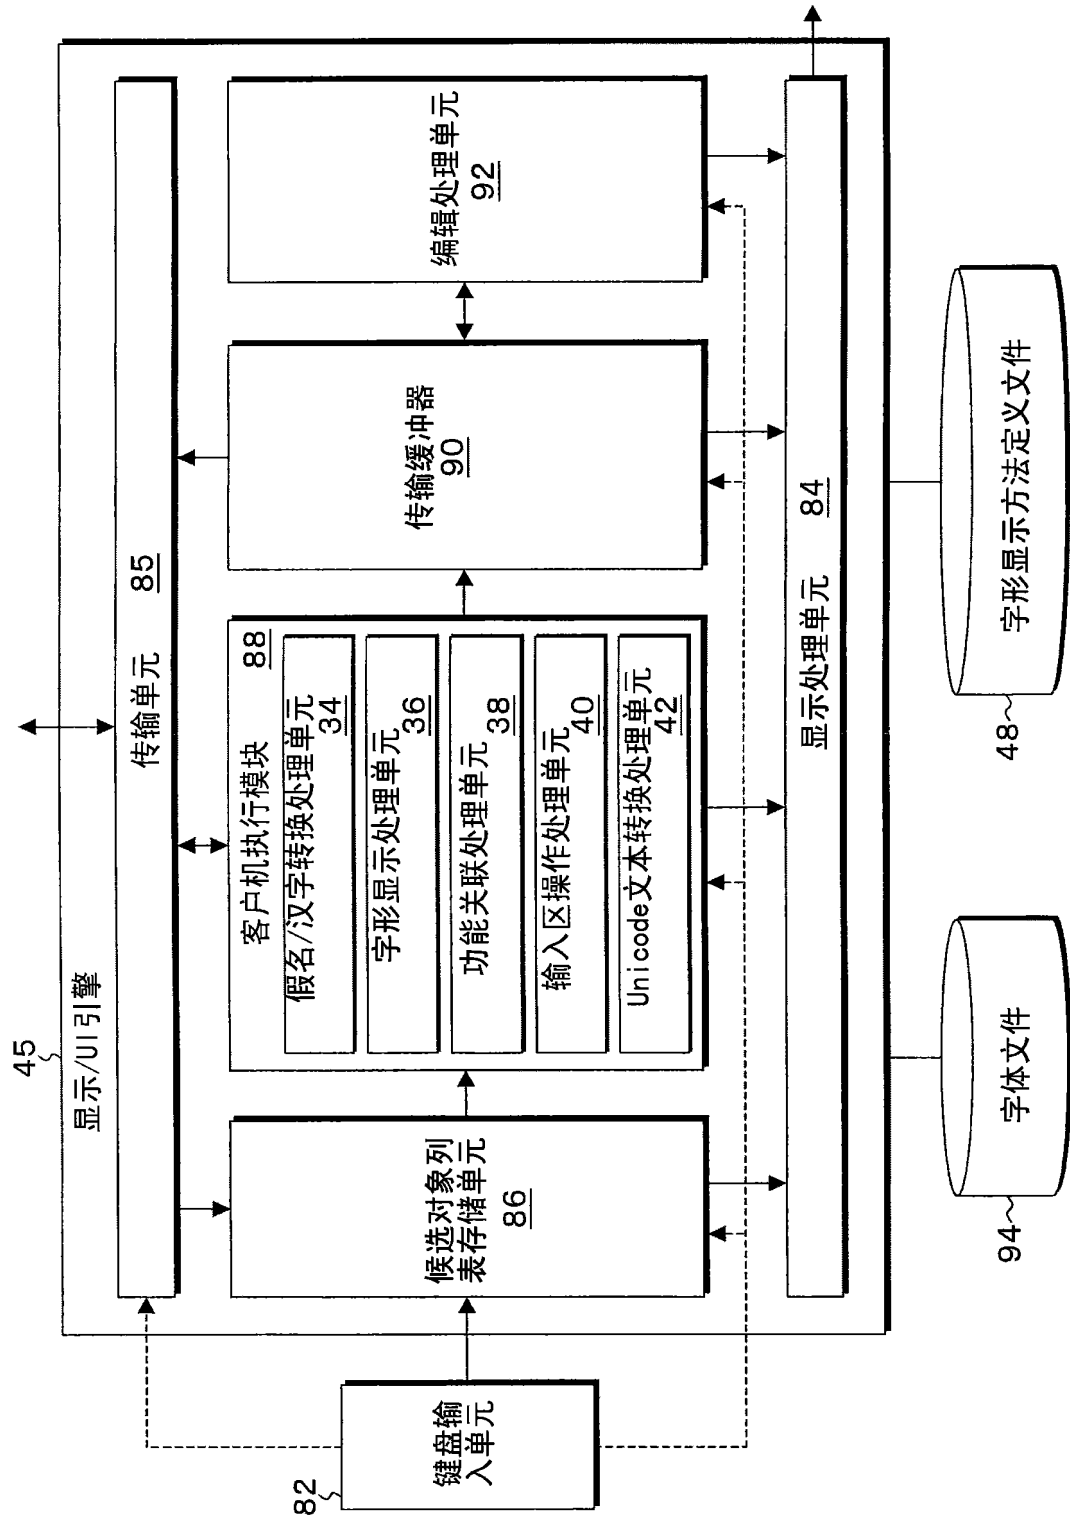 45
显示/UI引擎
传输单元 85
键盘输
入单元
82
候选对象列
表存储单元
86
客户机执行模块 88
假名/汉字转换处理单元
34
字形显示处理单元
36
功能关联处理单元
38
输入区操作处理单元
40
Unicode文本转换处理单元
42
传输缓冲器
90
编辑处理单元
92
显示处理单元 84
94
字体文件
48
字形显示方法定义文件